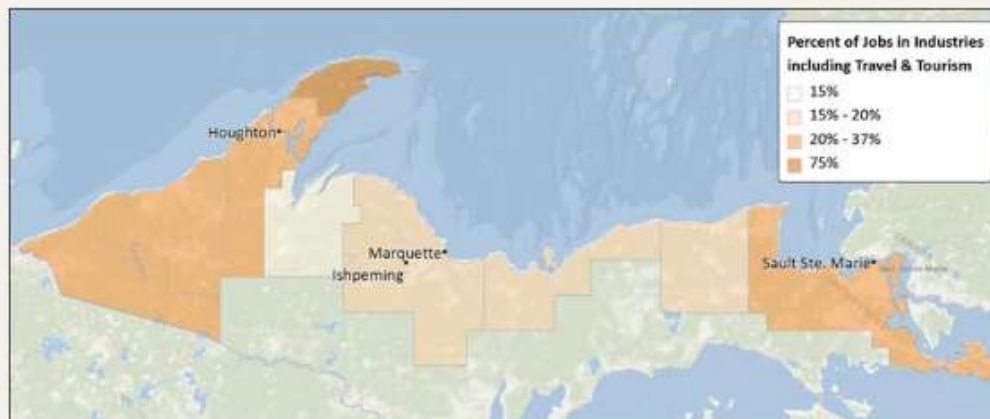 Percent of Jobs in Industries
including Travel & Tourism
15%
15% - 20%
20% - 37%
75%
Houghton
Marquette
Ishpeming
Sault Ste. Marie